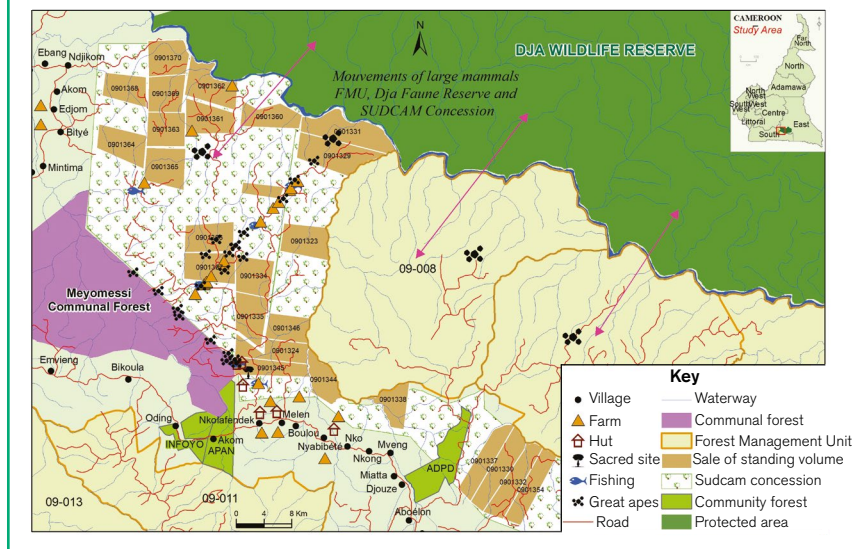 CAMEROON
Study Area
Far
North
North
Adamawa
North
West
South
West
West
Centre
Littoral
East
South
N
DJA WILDLIFE RESERVE
Mouvements of large mammals
FMU, Dja Faune Reserve and
SUDCAM Concession
Ebang
Ndjikom
Akom
Edjom
Bityé
Mintima
0901370
0901368
0901369
0901362
0901361
0901360
0901363
0901364
0901365
0901331
0901329
0901323
0901334
0901335
0901346
0901324
0901345
0901344
0901338
09-008
Meyomessi
Communal Forest
Emvieng
Bikoula
Oding
Nkolafendek
Melen
Boulou
INFOYO
Akom
APAN
Nyabibété
Nko
Nkong
Mveng
Miatta
Djouze
ADPD
Aboélon
0901337
0901330
0901332
0901354
09-013
09-011
0 4 8 Km
Key
Village
Farm
Hut
Sacred site
Fishing
Great apes
Road
Waterway
Communal forest
Forest Management Unit
Sale of standing volume
Sudcam concession
Community forest
Protected area